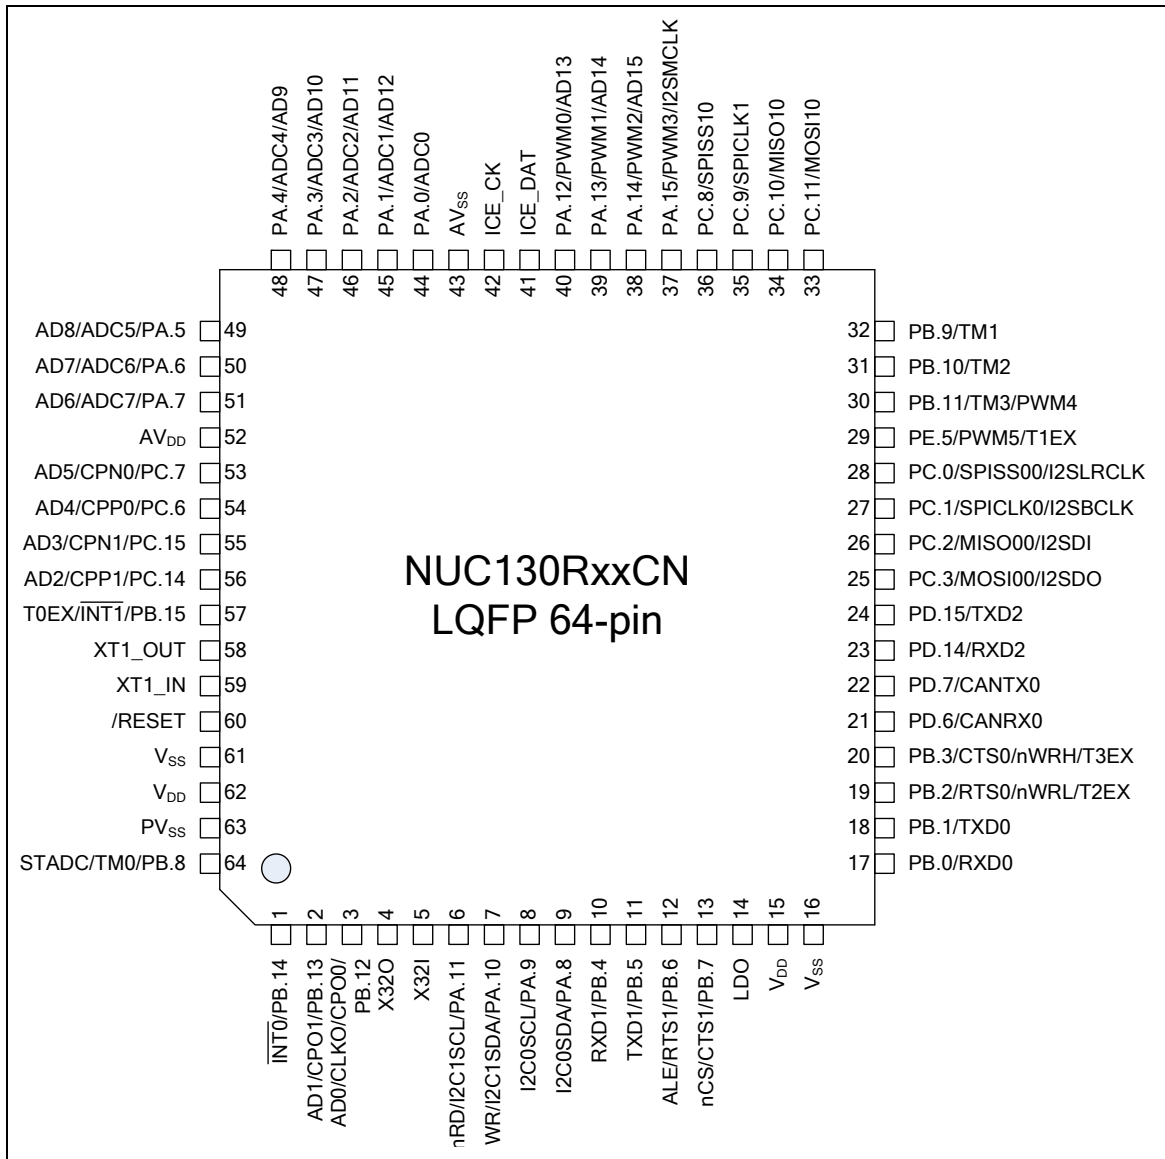 PA.4/ADC4/AD9
PA.3/ADC3/AD10
PA.2/ADC2/AD11
PA.1/ADC1/AD12
PA.0/ADC0
AVSS
ICE_CK
ICE_DAT
PA.12/PWM0/AD13
PA.13/PWM1/AD14
PA.14/PWM2/AD15
PA.15/PWM3/I2SMCLK
PC.8/SPISS10
PC.9/SPICLK1
PC.10/MISO10
PC.11/MOSI10
48
47
46
45
44
43
42
41
40
39
38
37
36
35
34
33
AD8/ADC5/PA.5 49
AD7/ADC6/PA.6 50
AD6/ADC7/PA.7 51
AVDD 52
AD5/CPN0/PC.7 53
AD4/CPP0/PC.6 54
AD3/CPN1/PC.15 55
AD2/CPP1/PC.14 56
T0EX/INT1/PB.15 57
XT1_OUT 58
XT1_IN 59
/RESET 60
VSS 61
VDD 62
PVSS 63
STADC/TM0/PB.8 64
NUC130RxxCN
LQFP 64-pin
32 PB.9/TM1
31 PB.10/TM2
30 PB.11/TM3/PWM4
29 PE.5/PWM5/T1EX
28 PC.0/SPISS00/I2SLRCLK
27 PC.1/SPICLK0/I2SBCLK
26 PC.2/MISO00/I2SDI
25 PC.3/MOSI00/I2SDO
24 PD.15/TXD2
23 PD.14/RXD2
22 PD.7/CANTX0
21 PD.6/CANRX0
20 PB.3/CTS0/nWRH/T3EX
19 PB.2/RTS0/nWRL/T2EX
18 PB.1/TXD0
17 PB.0/RXD0
1
2
3
4
5
6
7
8
9
10
11
12
13
14
15
16
INT0/PB.14
AD1/CPO1/PB.13
AD0/CLKO/CPO0/
PB.12
X32O
X32I
nRD/I2C1SCL/PA.11
WR/I2C1SDA/PA.10
I2C0SCL/PA.9
I2C0SDA/PA.8
RXD1/PB.4
TXD1/PB.5
ALE/RTS1/PB.6
nCS/CTS1/PB.7
LDO
VDD
VSS